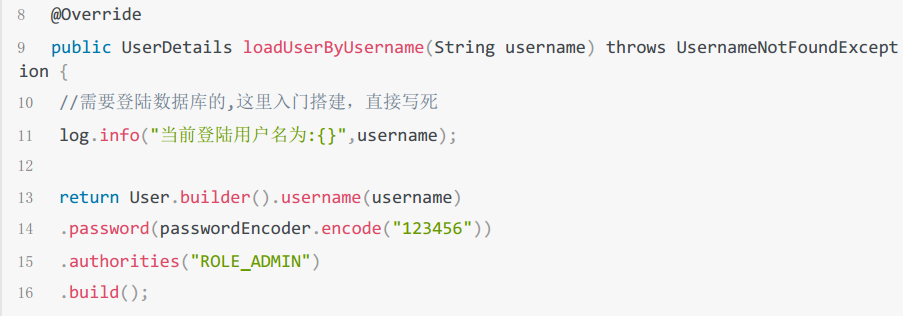 8 @Override
9 public UserDetails loadUserByUsername(String username) throws UsernameNotFoundExcept
ion {
10 //需要登陆数据库的,这里入门搭建，直接写死
11 log.info("当前登陆用户名为:{}",username);
12
13 return User.builder().username(username)
14 .password(passwordEncoder.encode("123456"))
15 .authorities("ROLE_ADMIN")
16 .build();